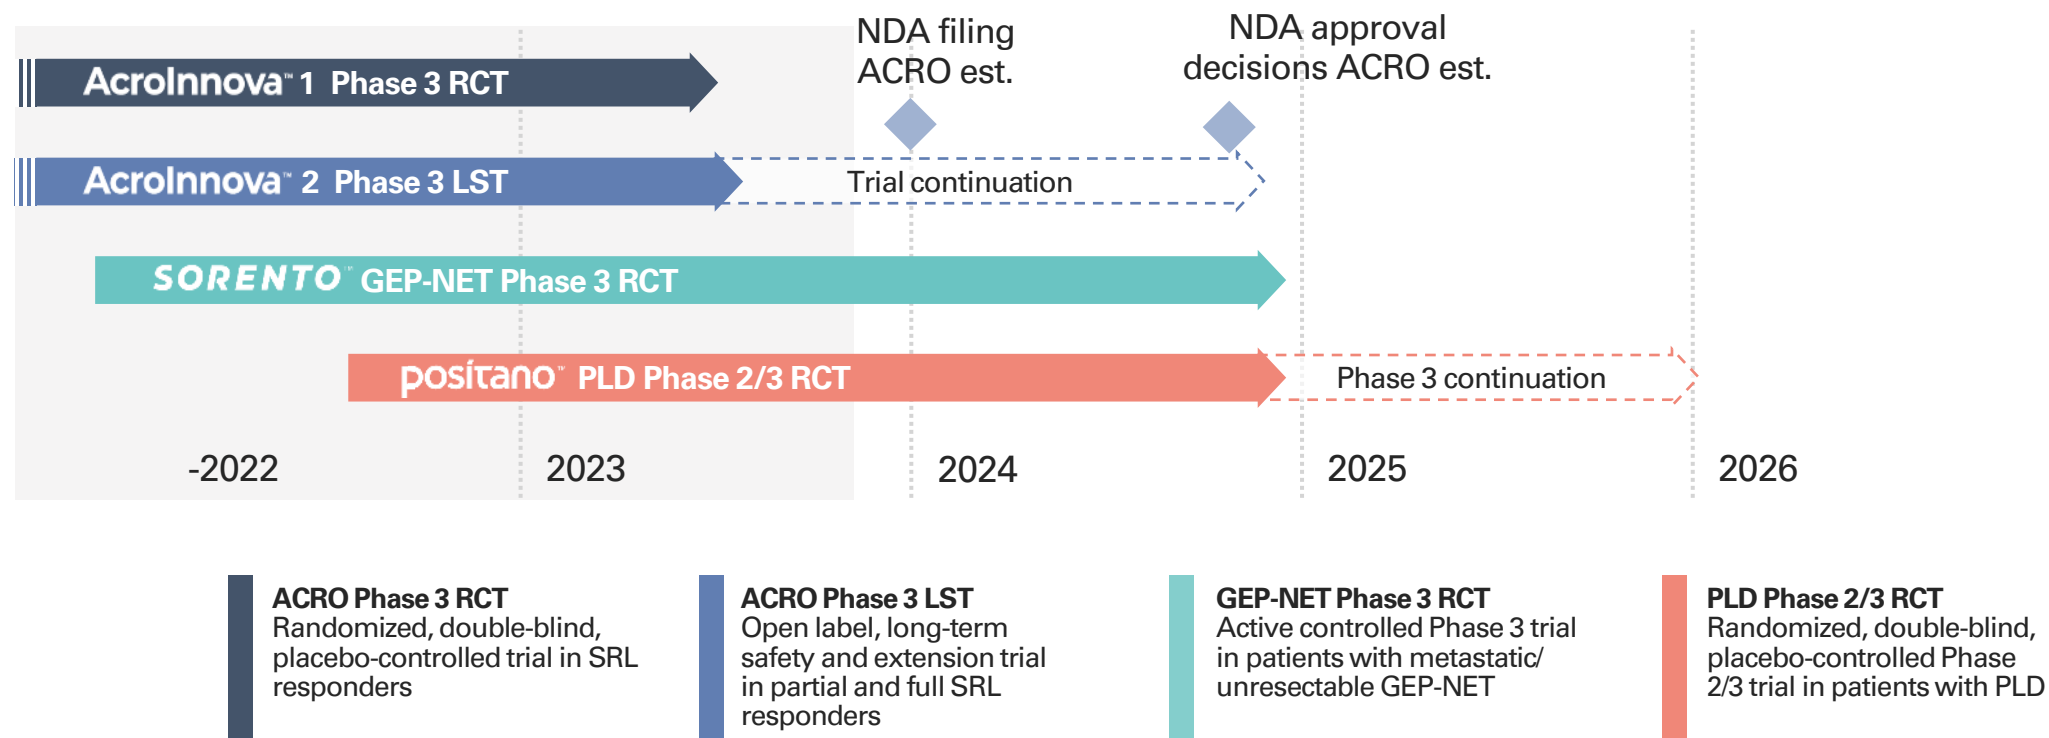 NDA filing
ACRO est.
NDA approval
decisions ACRO est.
AcroInnova™ 1 Phase 3 RCT
AcroInnova™ 2 Phase 3 LST
Trial continuation
SORENTO™ GEP-NET Phase 3 RCT
positano™ PLD Phase 2/3 RCT
Phase 3 continuation
-2022
2023
2024
2025
2026
ACRO Phase 3 RCT
Randomized, double-blind,
placebo-controlled trial in SRL
responders
ACRO Phase 3 LST
Open label, long-term
safety and extension trial
in partial and full SRL
responders
GEP-NET Phase 3 RCT
Active controlled Phase 3 trial
in patients with metastatic/
unresectable GEP-NET
PLD Phase 2/3 RCT
Randomized, double-blind,
placebo-controlled Phase
2/3 trial in patients with PLD